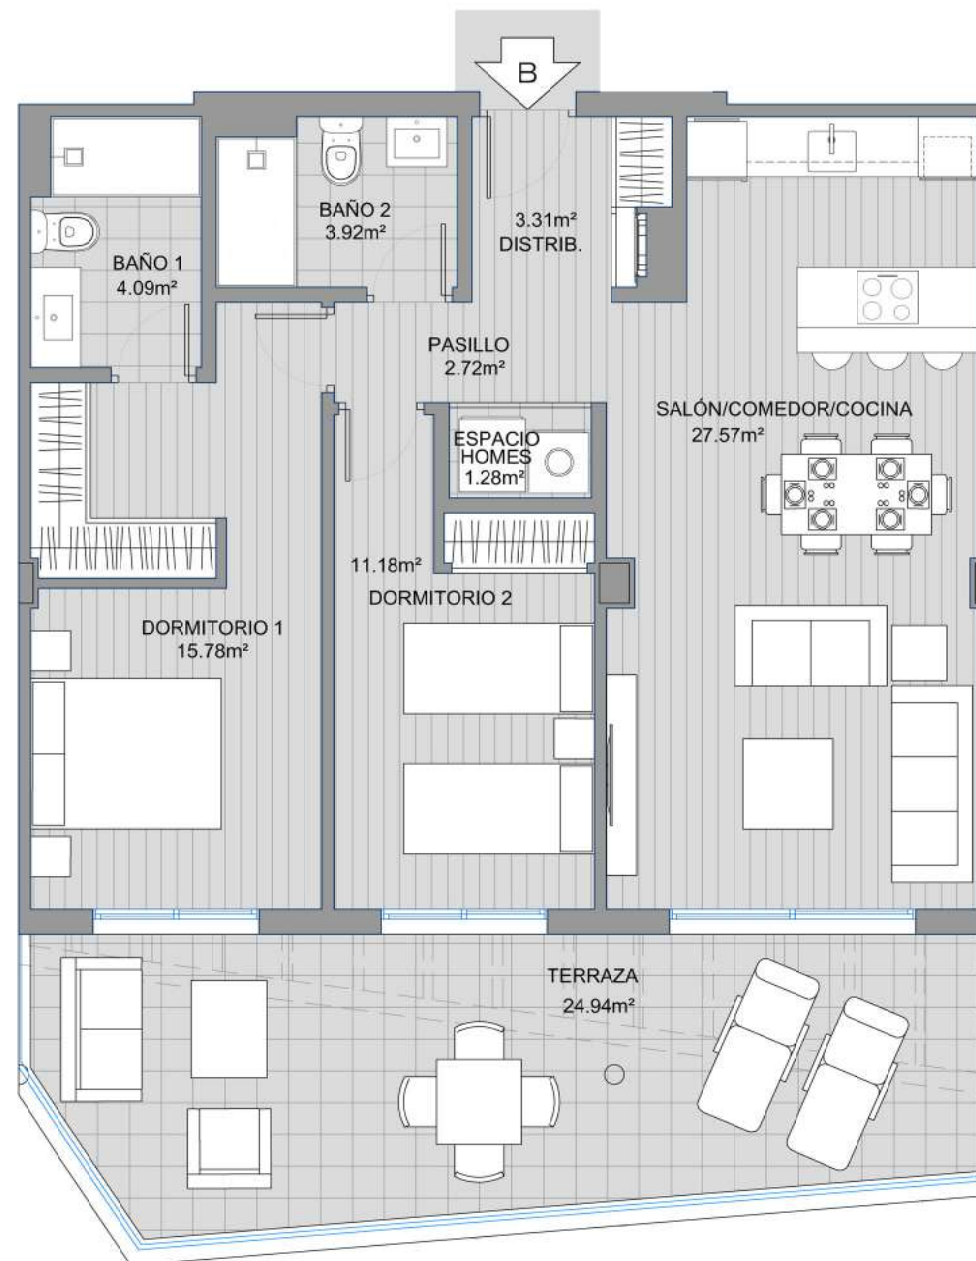 B
BAÑO 2
3.92m²
3.31m²
DISTRIB.
BAÑO 1
4.09m²
PASILLO
2.72m²
SALÓN/COMEDOR/COCINA
27.57m²
ESPACIO
HOMES
1.28m²
11.18m²
DORMITORIO 2
DORMITORIO 1
15.78m²
TERRAZA
24.94m²